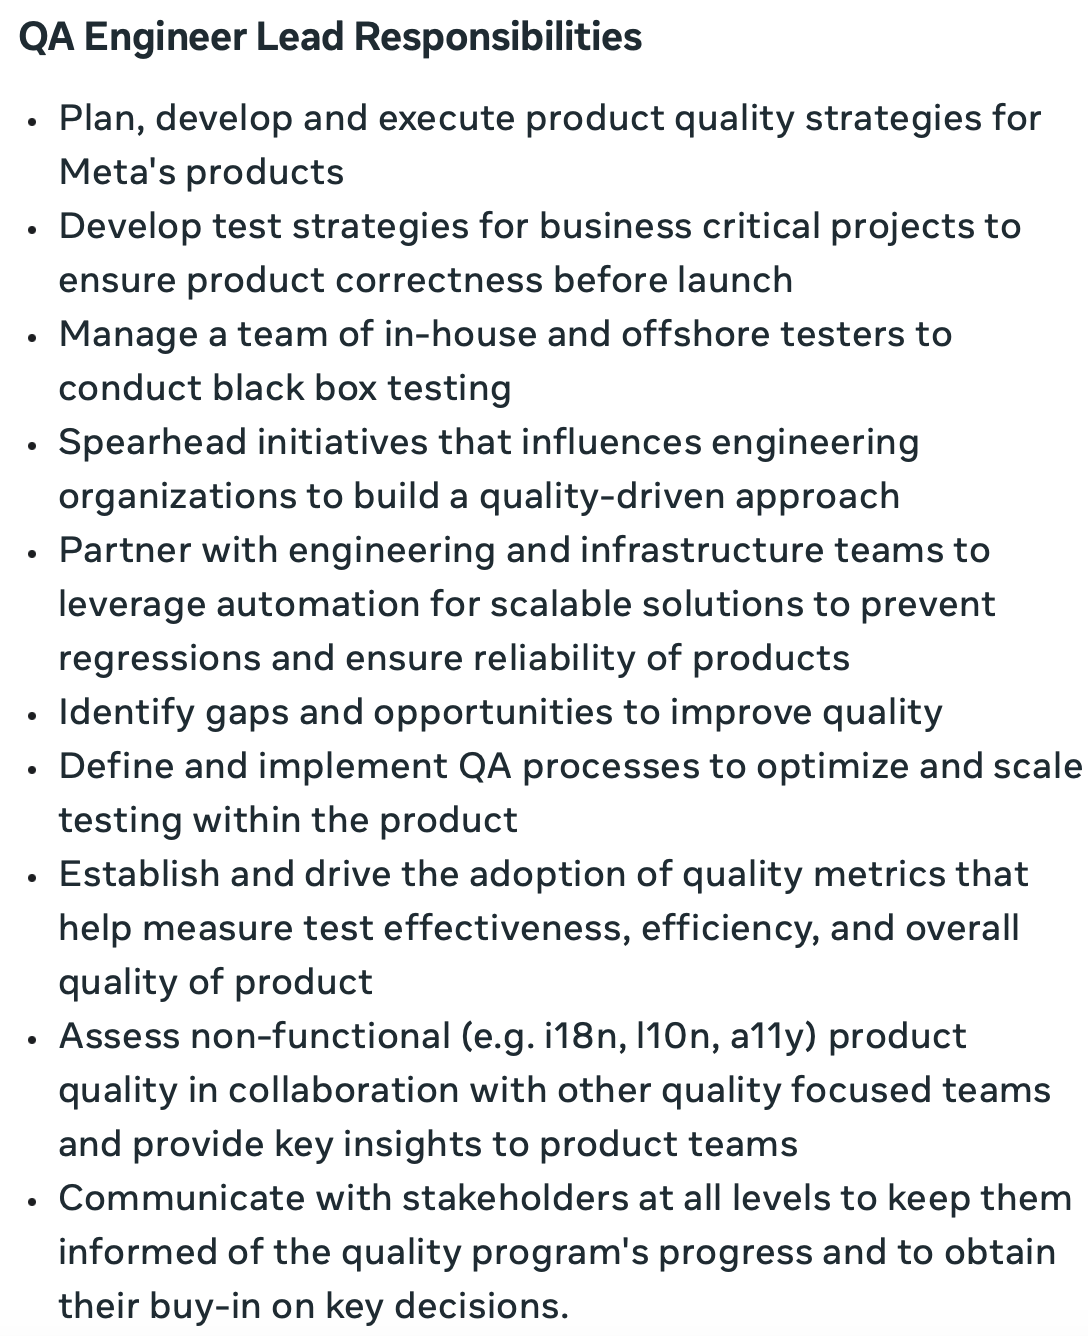 QA Engineer Lead Responsibilities
• Plan, develop and execute product quality strategies for
Meta's products
• Develop test strategies for business critical projects to
ensure product correctness before launch
• Manage a team of in-house and offshore testers to
conduct black box testing
• Spearhead initiatives that influences engineering
organizations to build a quality-driven approach
• Partner with engineering and infrastructure teams to
leverage automation for scalable solutions to prevent
regressions and ensure reliability of products
• Identify gaps and opportunities to improve quality
• Define and implement QA processes to optimize and scale
testing within the product
• Establish and drive the adoption of quality metrics that
help measure test effectiveness, efficiency, and overall
quality of product
• Assess non-functional (e.g. i18n, l10n, a11y) product
quality in collaboration with other quality focused teams
and provide key insights to product teams
• Communicate with stakeholders at all levels to keep them
informed of the quality program's progress and to obtain
their buy-in on key decisions.